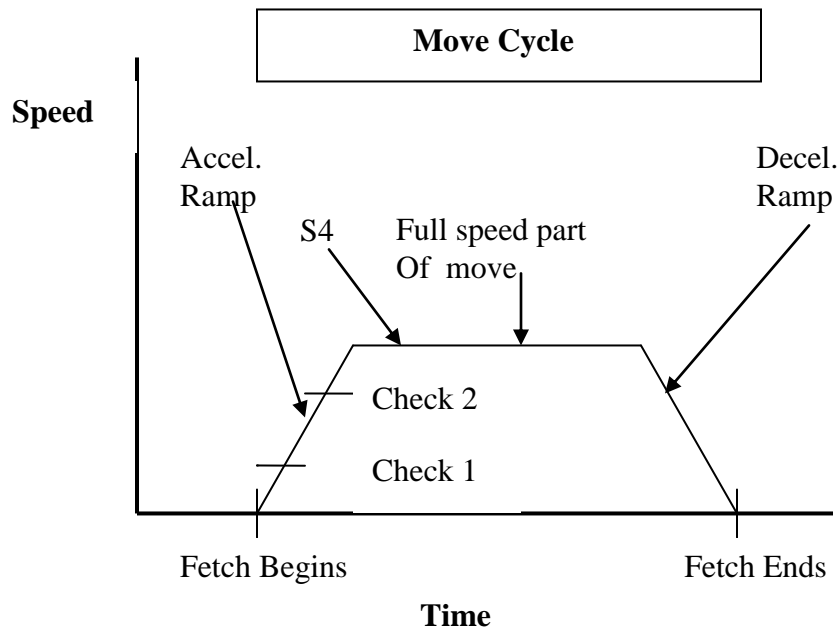 Move Cycle
Speed
Accel.
Ramp
Decel.
Ramp
S4
Full speed part
Of move
Check 2
Check 1
Fetch Begins
Fetch Ends
Time